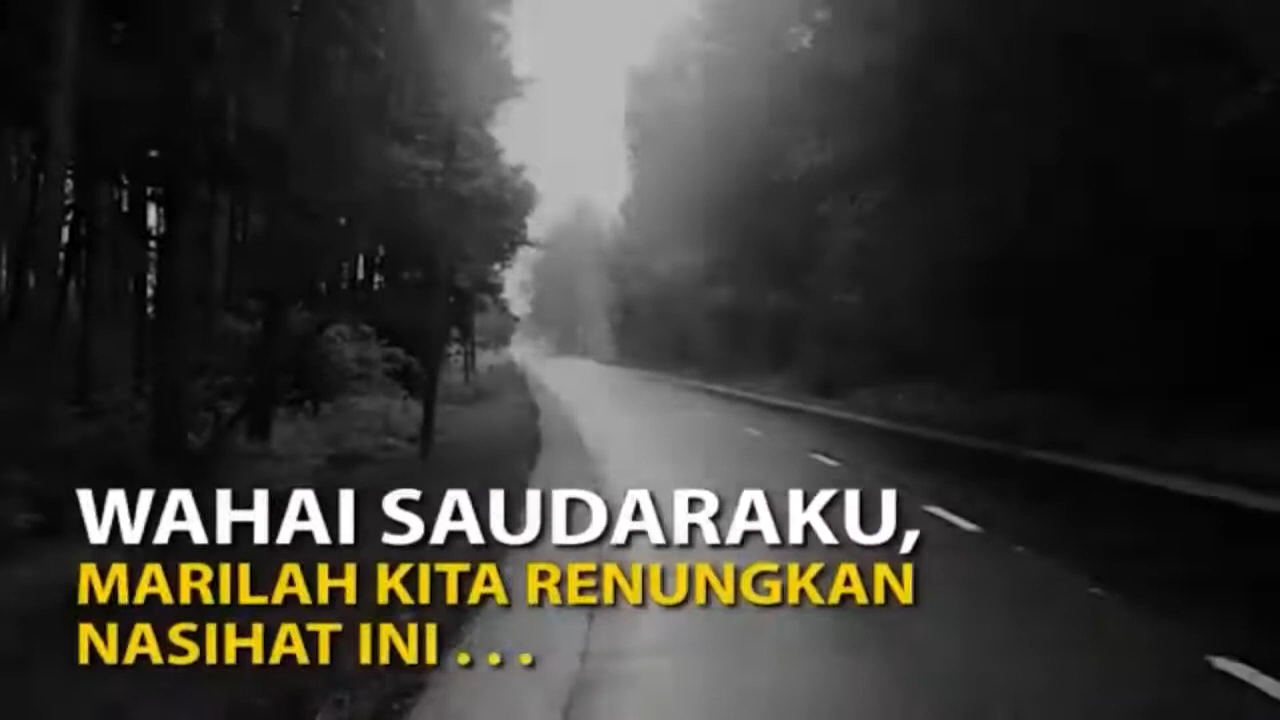 WAHAI SAUDARAKU,
MARILAH KITA RENUNGKAN
NASIHAT INI . . .